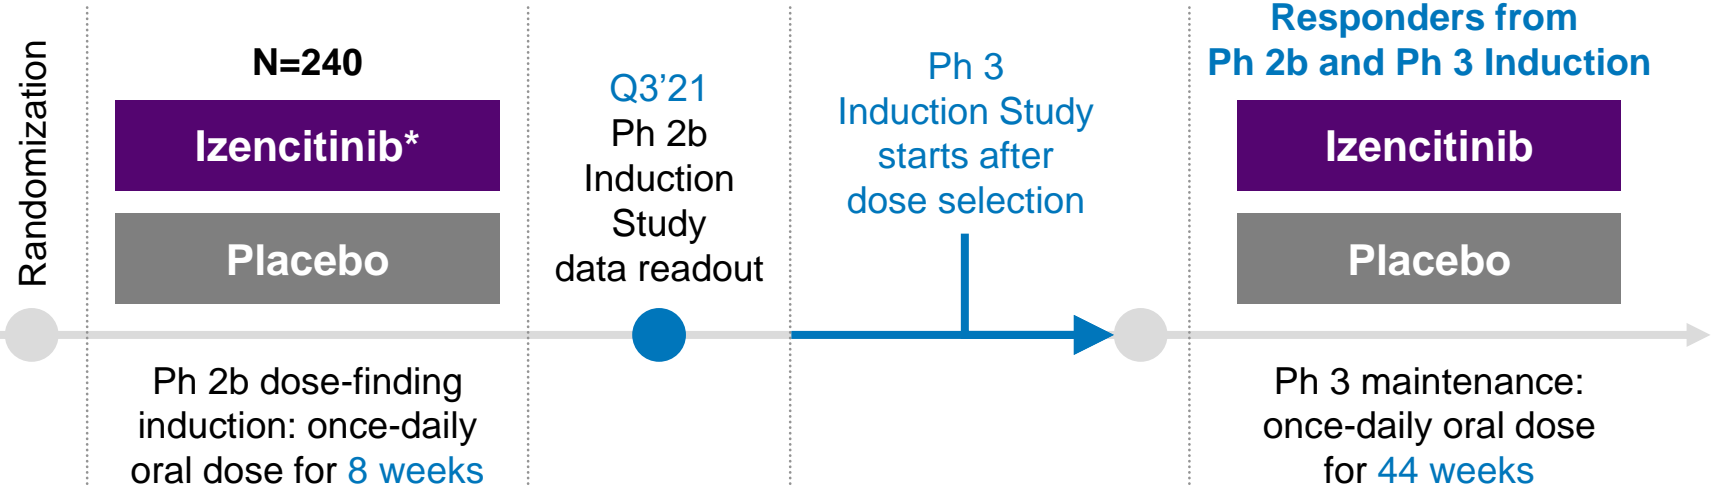 Randomization
N=240
Izencitinib*
Placebo
Ph 2b dose-finding
induction: once-daily
oral dose for 8 weeks
Q3’21
Ph 2b
Induction
Study
data readout
Ph 3
Induction Study
starts after
dose selection
Responders from
Ph 2b and Ph 3 Induction
Izencitinib
Placebo
Ph 3 maintenance:
once-daily oral dose
for 44 weeks